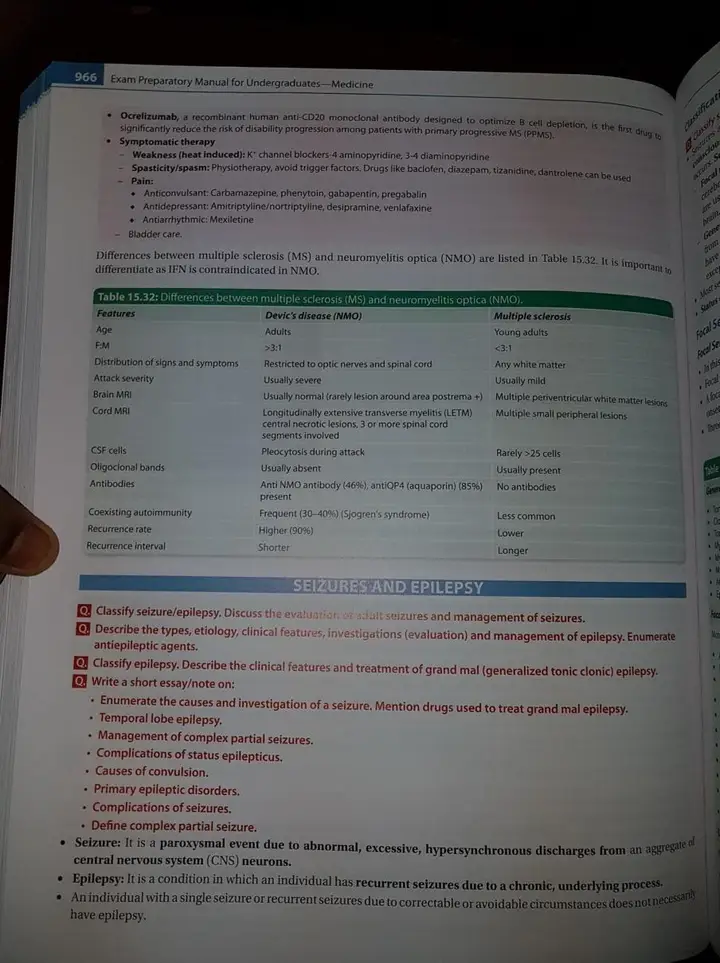 966 Exam Preparatory Manual for Undergraduates—Medicine
• Ocrelizumab, a recombinant human anti-CD20 monoclonal antibody designed to optimize B cell depletion, is the first drug to
significantly reduce the risk of disability progression among patients with primary progressive MS (PPMS).
• Symptomatic therapy
– Weakness (heat induced): K⁺ channel blockers-4 aminopyridine, 3-4 diaminopyridine
– Spasticity/spasm: Physiotherapy, avoid trigger factors. Drugs like baclofen, diazepam, tizanidine, dantrolene can be used
– Pain:
♦ Anticonvulsant: Carbamazepine, phenytoin, gabapentin, pregabalin
♦ Antidepressant: Amitriptyline/nortriptyline, desipramine, venlafaxine
♦ Antiarrhythmic: Mexiletine
– Bladder care.
Differences between multiple sclerosis (MS) and neuromyelitis optica (NMO) are listed in Table 15.32. It is important to
differentiate as IFN is contraindicated in NMO.
Table 15.32: Differences between multiple sclerosis (MS) and neuromyelitis optica (NMO).
Features Devic's disease (NMO) Multiple sclerosis
Age Adults Young adults
F:M >3:1 <3:1
Distribution of signs and symptoms Restricted to optic nerves and spinal cord Any white matter
Attack severity Usually severe Usually mild
Brain MRI Usually normal (rarely lesion around area postrema +) Multiple periventricular white matter lesions
Cord MRI Longitudinally extensive transverse myelitis (LETM) Multiple small peripheral lesions
central necrotic lesions, 3 or more spinal cord
segments involved
CSF cells Pleocytosis during attack Rarely >25 cells
Oligoclonal bands Usually absent Usually present
Antibodies Anti NMO antibody (46%), antiQP4 (aquaporin) (85%) No antibodies
present
Coexisting autoimmunity Frequent (30–40%) (Sjogren's syndrome) Less common
Recurrence rate Higher (90%) Lower
Recurrence interval Shorter Longer
SEIZURES AND EPILEPSY
Q. Classify seizure/epilepsy. Discuss the evaluation of adult seizures and management of seizures.
Q. Describe the types, etiology, clinical features, investigations (evaluation) and management of epilepsy. Enumerate
antiepileptic agents.
Q. Classify epilepsy. Describe the clinical features and treatment of grand mal (generalized tonic clonic) epilepsy.
Q. Write a short essay/note on:
• Enumerate the causes and investigation of a seizure. Mention drugs used to treat grand mal epilepsy.
• Temporal lobe epilepsy.
• Management of complex partial seizures.
• Complications of status epilepticus.
• Causes of convulsion.
• Primary epileptic disorders.
• Complications of seizures.
• Define complex partial seizure.
• Seizure: It is a paroxysmal event due to abnormal, excessive, hypersynchronous discharges from an aggregate of
central nervous system (CNS) neurons.
• Epilepsy: It is a condition in which an individual has recurrent seizures due to a chronic, underlying process.
• An individual with a single seizure or recurrent seizures due to correctable or avoidable circumstances does not necessarily
have epilepsy.